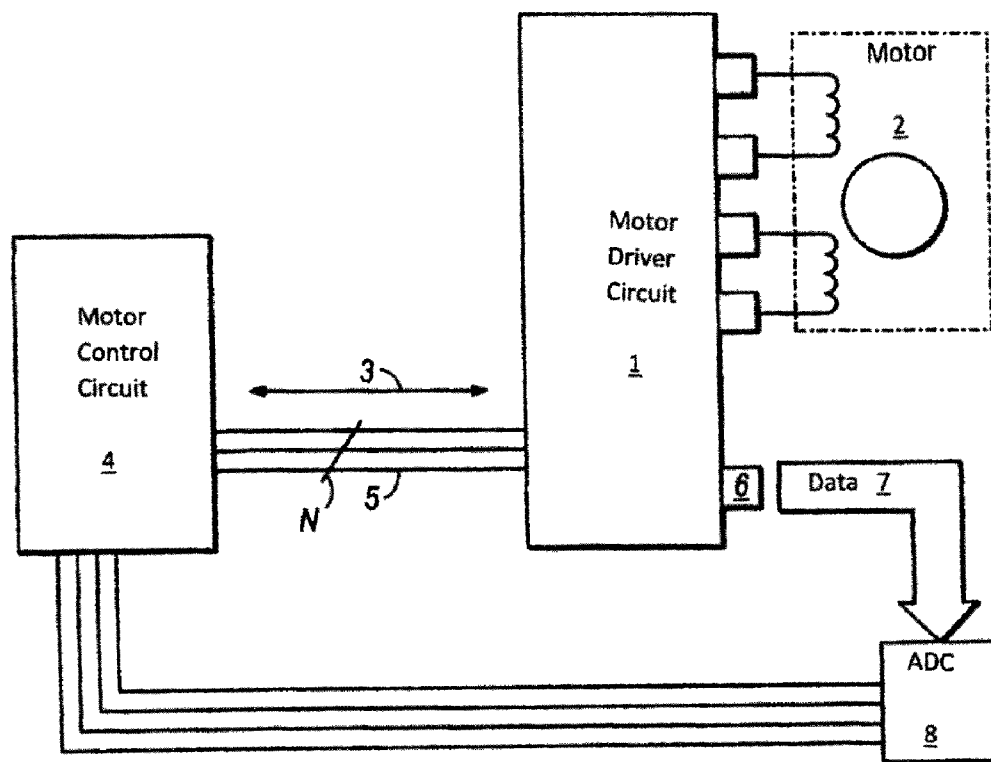 Motor
2
Motor
Driver
Circuit
1
Motor
Control
Circuit
4
3
N
5
6
Data 7
ADC
8